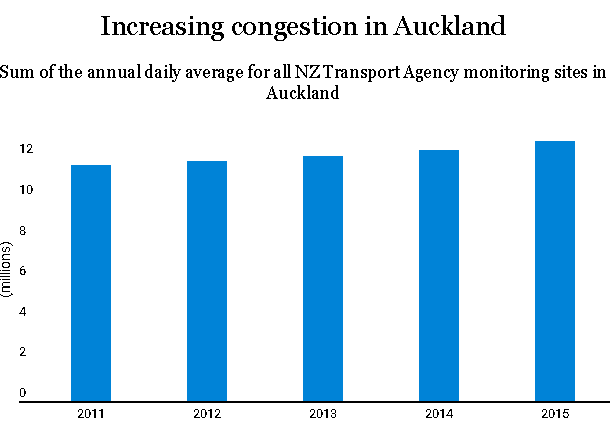 Increasing congestion in Auckland
Sum of the annual daily average for all NZ Transport Agency monitoring sites in
Auckland
12
10
8
6
4
2
0
(millions)
2011 2012 2013 2014 2015